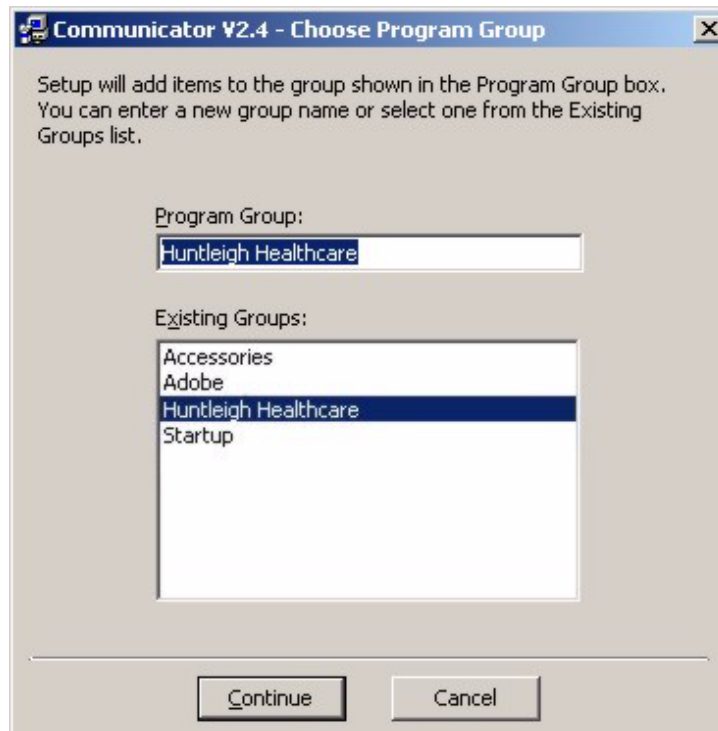 Communicator V2.4 - Choose Program Group
Setup will add items to the group shown in the Program Group box.
You can enter a new group name or select one from the Existing
Groups list.
Program Group:
Huntleigh Healthcare
Existing Groups:
Accessories
Adobe
Huntleigh Healthcare
Startup
Continue
Cancel